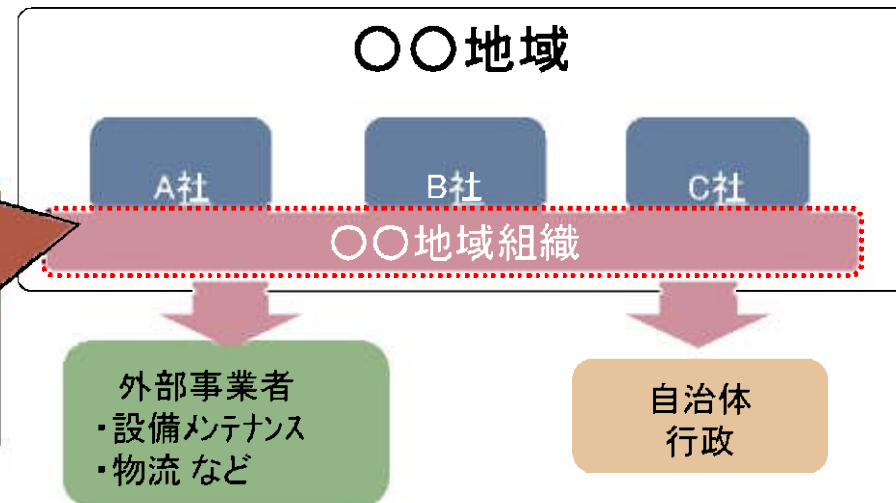 〇〇地域
A社
B社
C社
〇〇地域組織
外部事業者
・設備メンテナンス
・物流 など
自治体
行政